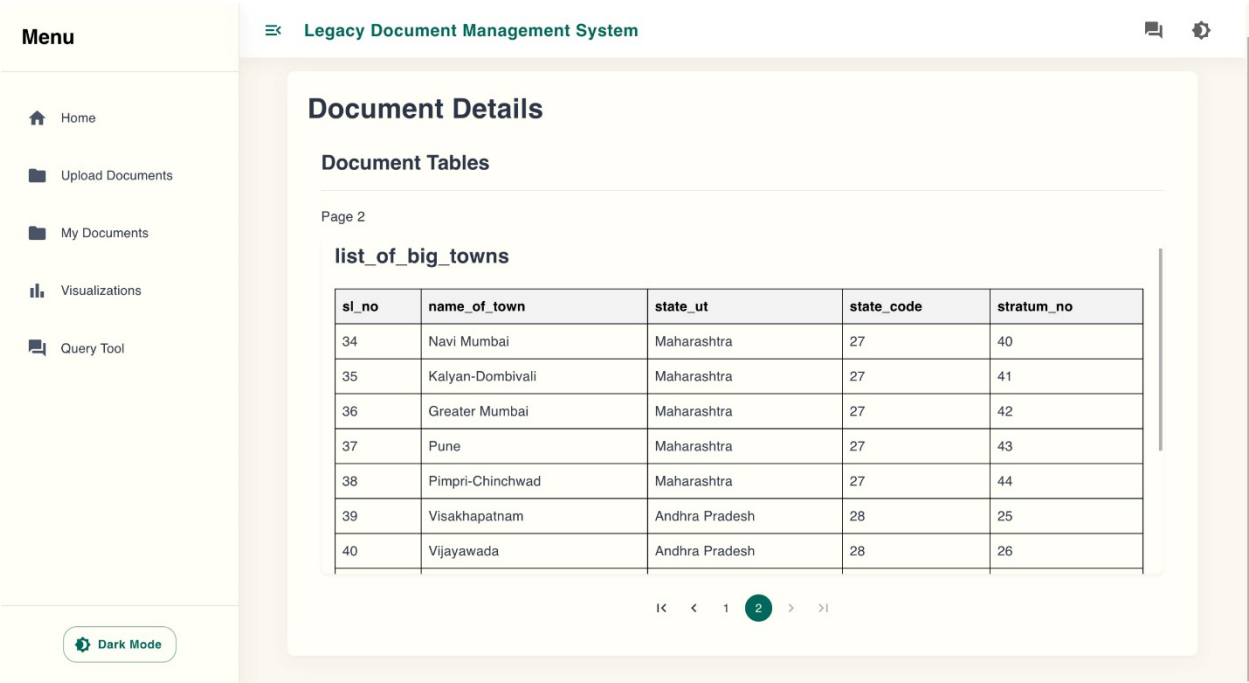 Menu
Legacy Document Management System
Home
Upload Documents
My Documents
Visualizations
Query Tool
Dark Mode
Document Details
Document Tables
Page 2
list_of_big_towns
sl_no name_of_town state_ut state_code stratum_no
34 Navi Mumbai Maharashtra 27 40
35 Kalyan-Dombivali Maharashtra 27 41
36 Greater Mumbai Maharashtra 27 42
37 Pune Maharashtra 27 43
38 Pimpri-Chinchwad Maharashtra 27 44
39 Visakhapatnam Andhra Pradesh 28 25
40 Vijayawada Andhra Pradesh 28 26
1 2